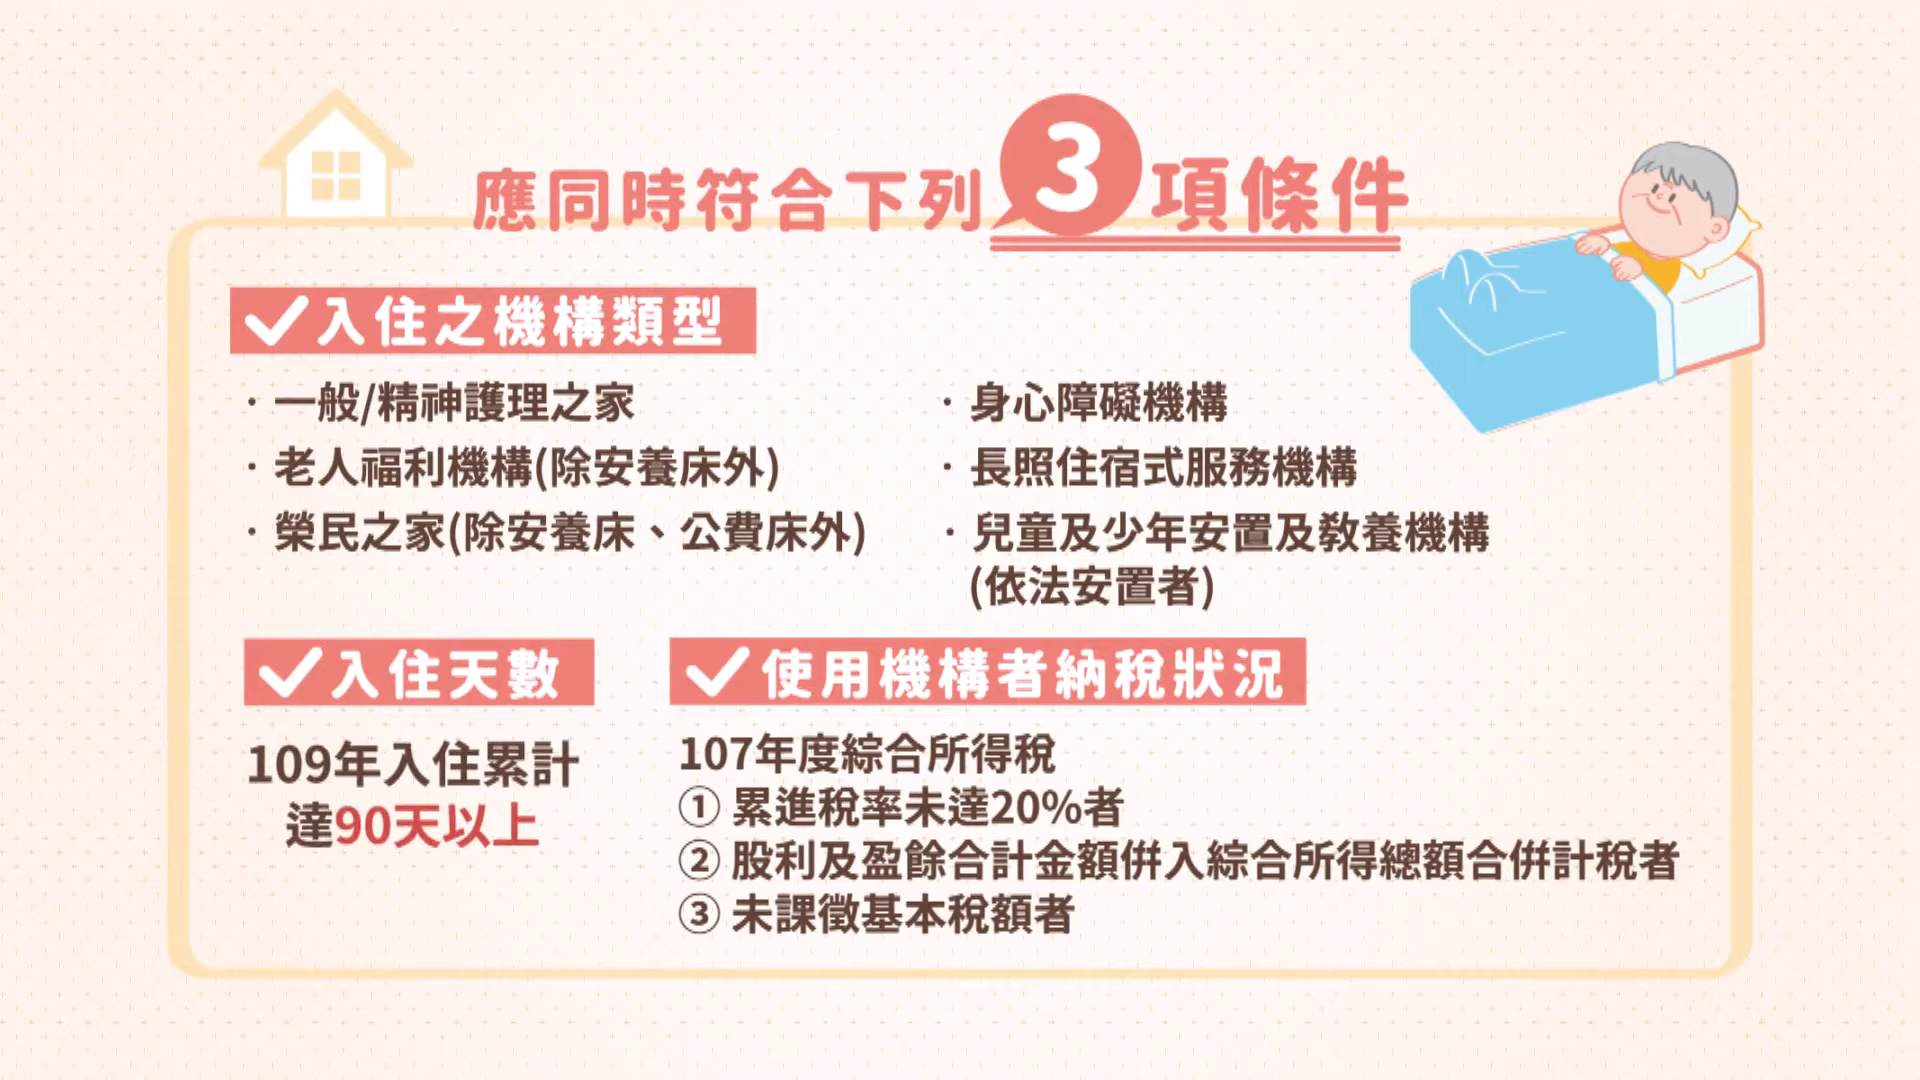 應同時符合下列3項條件
入住之機構類型
· 一般/精神護理之家
· 老人福利機構(除安養床外)
· 榮民之家(除安養床、公費床外)
· 身心障礙機構
· 長照住宿式服務機構
· 兒童及少年安置及教養機構
(依法安置者)
入住天數
109年入住累計
達90天以上
使用機構者納稅狀況
107年度綜合所得稅
① 累進稅率未達20%者
② 股利及盈餘合計金額併入綜合所得總額合併計稅者
③ 未課徵基本稅額者